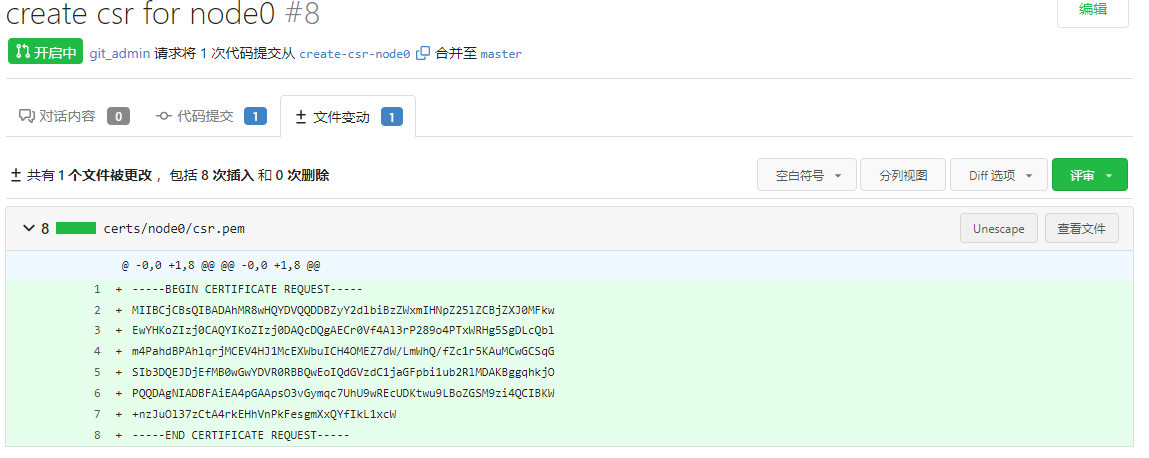 create csr for node0 #8
编辑
开启中 git_admin 请求将 1 次代码提交从 create-csr-node0 合并至 master
对话内容 0 代码提交 1 文件变动 1
共有 1 个文件被更改 ，包括 8 次插入 和 0 次删除
空白符号 分列视图 Diff 选项 评审
8 certs/node0/csr.pem Unescape 查看文件
@ -0,0 +1,8 @@ @@ -0,0 +1,8 @@
1 + -----BEGIN CERTIFICATE REQUEST-----
2 + MIIBCjCBsQIBADAhMR8wHQYDVQQDDBZyY2dlbiBzZWxmIHNpZ25lZCBjZXJ0MFkw
3 + EwYHKoZIzj0CAQYIKoZIzj0DAQcDQgAECr0Vf4Al3rP289o4PTxWRHg5SgDLcQbl
4 + m4PahdBPAhlqrjMCEV4HJ1McEXWbuICH4OMEZ7dW/LmWhQ/fZc1r5KAuMCwGCSqG
5 + SIb3DQEJDjEfMB0wGwYDVR0RBBQwEoIQdGVzdC1jaGFpbi1ub2RlMDAKBggqhkjO
6 + PQQDAgNIADBFAiEA4pGAApsO3vGymqc7UhU9wREcUDKtwu9LBoZGSM9zi4QCIBKW
7 + +nzJuOl37zCtA4rkEHhVnPkFesgmXxQYfIkL1xcW
8 + -----END CERTIFICATE REQUEST-----